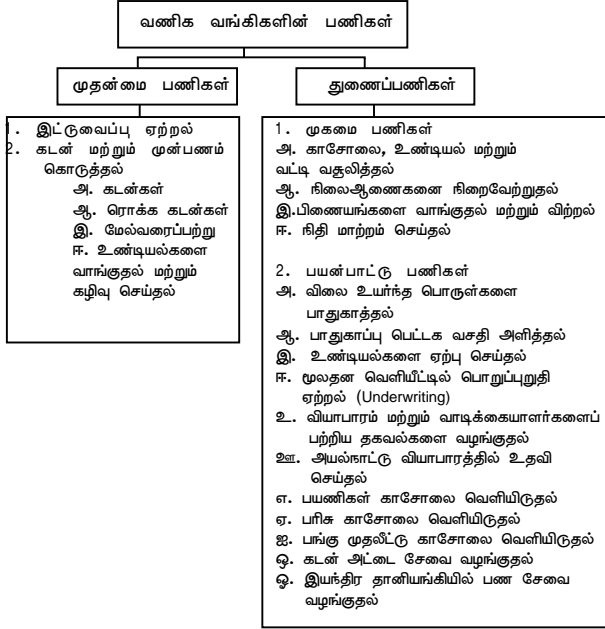 வணிக வங்கிகளின் பணிகள்
முதன்மை பணிகள்
1. இட்டுவைப்பு ஏற்றல்
2. கடன் மற்றும் முன்பணம்
கொடுத்தல்
அ. கடன்கள்
ஆ. ரொக்க கடன்கள்
இ. மேல்வரைப்பற்று
ஈ. உண்டியல்களை
வாங்குதல் மற்றும்
கழிவு செய்தல்
துணைப்பணிகள்
1. முகமை பணிகள்
அ. காசோலை, உண்டியல் மற்றும்
வட்டி வசூலித்தல்
ஆ. நிலைஆணைகனை நிறைவேற்றுதல்
இ.பிணையங்களை வாங்குதல் மற்றும் விற்றல்
ஈ. நிதி மாற்றம் செய்தல்
2. பயன்பாட்டு பணிகள்
அ. விலை உயர்ந்த பொருள்களை
பாதுகாத்தல்
ஆ. பாதுகாப்பு பெட்டக வசதி அளித்தல்
இ. உண்டியல்களை ஏற்பு செய்தல்
ஈ. மூலதன வெளியீட்டில் பொறுப்புறுதி
ஏற்றல் (Underwriting)
உ. வியாபாரம் மற்றும் வாடிக்கையாளர்களைப்
பற்றிய தகவல்களை வழங்குதல்
ஊ. அயல்நாட்டு வியாபாரத்தில் உதவி
செய்தல்
எ. பயணிகள் காசோலை வெளியிடுதல்
ஏ. பரிசு காசோலை வெளியிடுதல்
ஐ. பங்கு முதலீட்டு காசோலை வெளியிடுதல்
ஒ. கடன் அட்டை சேவை வழங்குதல்
ஓ. இயந்திர தானியங்கியில் பண சேவை
வழங்குதல்